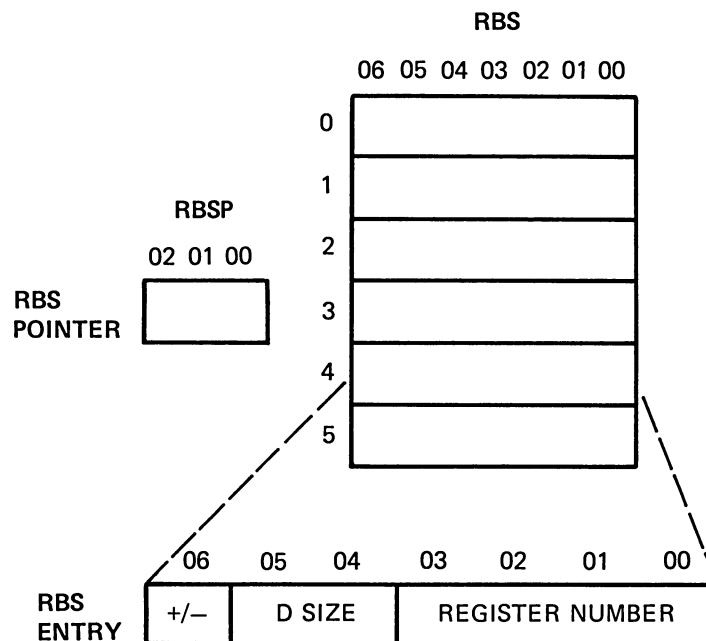 RBS
06 05 04 03 02 01 00
0
1
RBSP
2
02 01 00
RBS
POINTER
3
4
5
06 05 04 03 02 01 00
RBS
ENTRY
+/− D SIZE REGISTER NUMBER